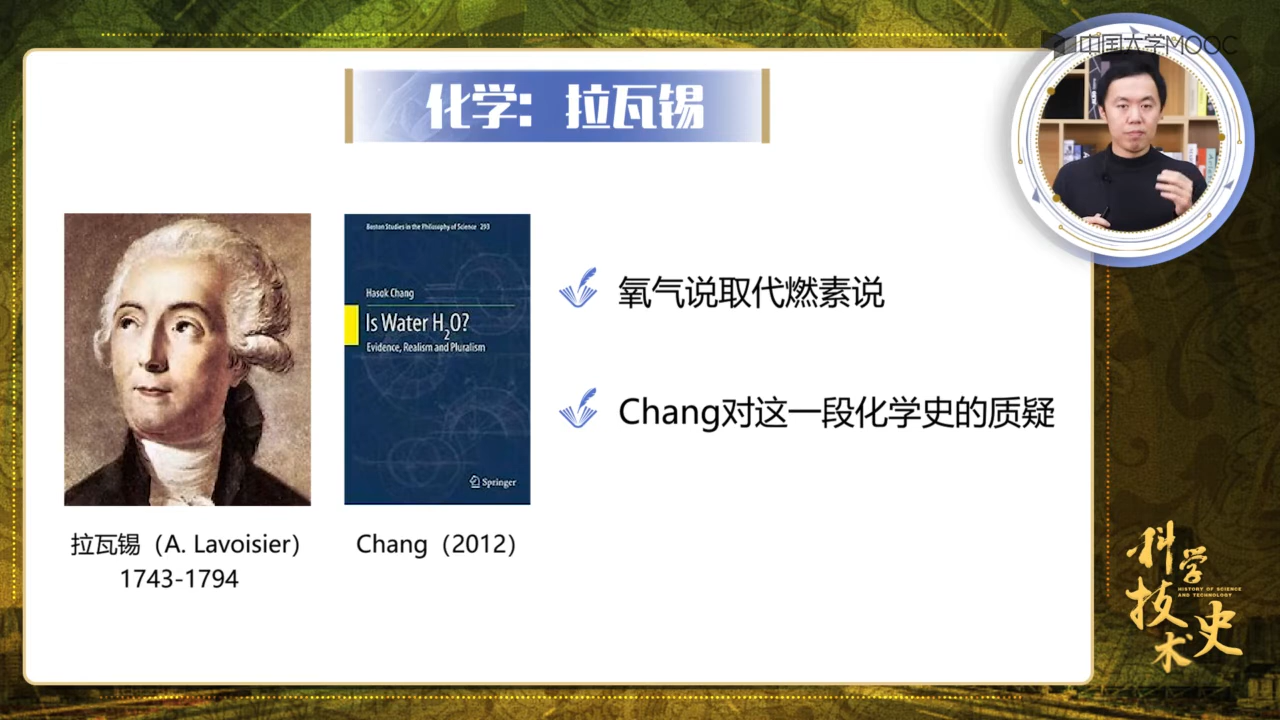 中国大学MOOC
化学：拉瓦锡
Boston Studies in the Philosophy of Science 293
Hasok Chang
Is Water H₂O?
Evidence, Realism and Pluralism
Springer
氧气说取代燃素说
Chang对这一段化学史的质疑
拉瓦锡（A. Lavoisier）
1743-1794
Chang（2012）
科学
技术史
HISTORY OF SCIENCE
AND TECHNOLOGY